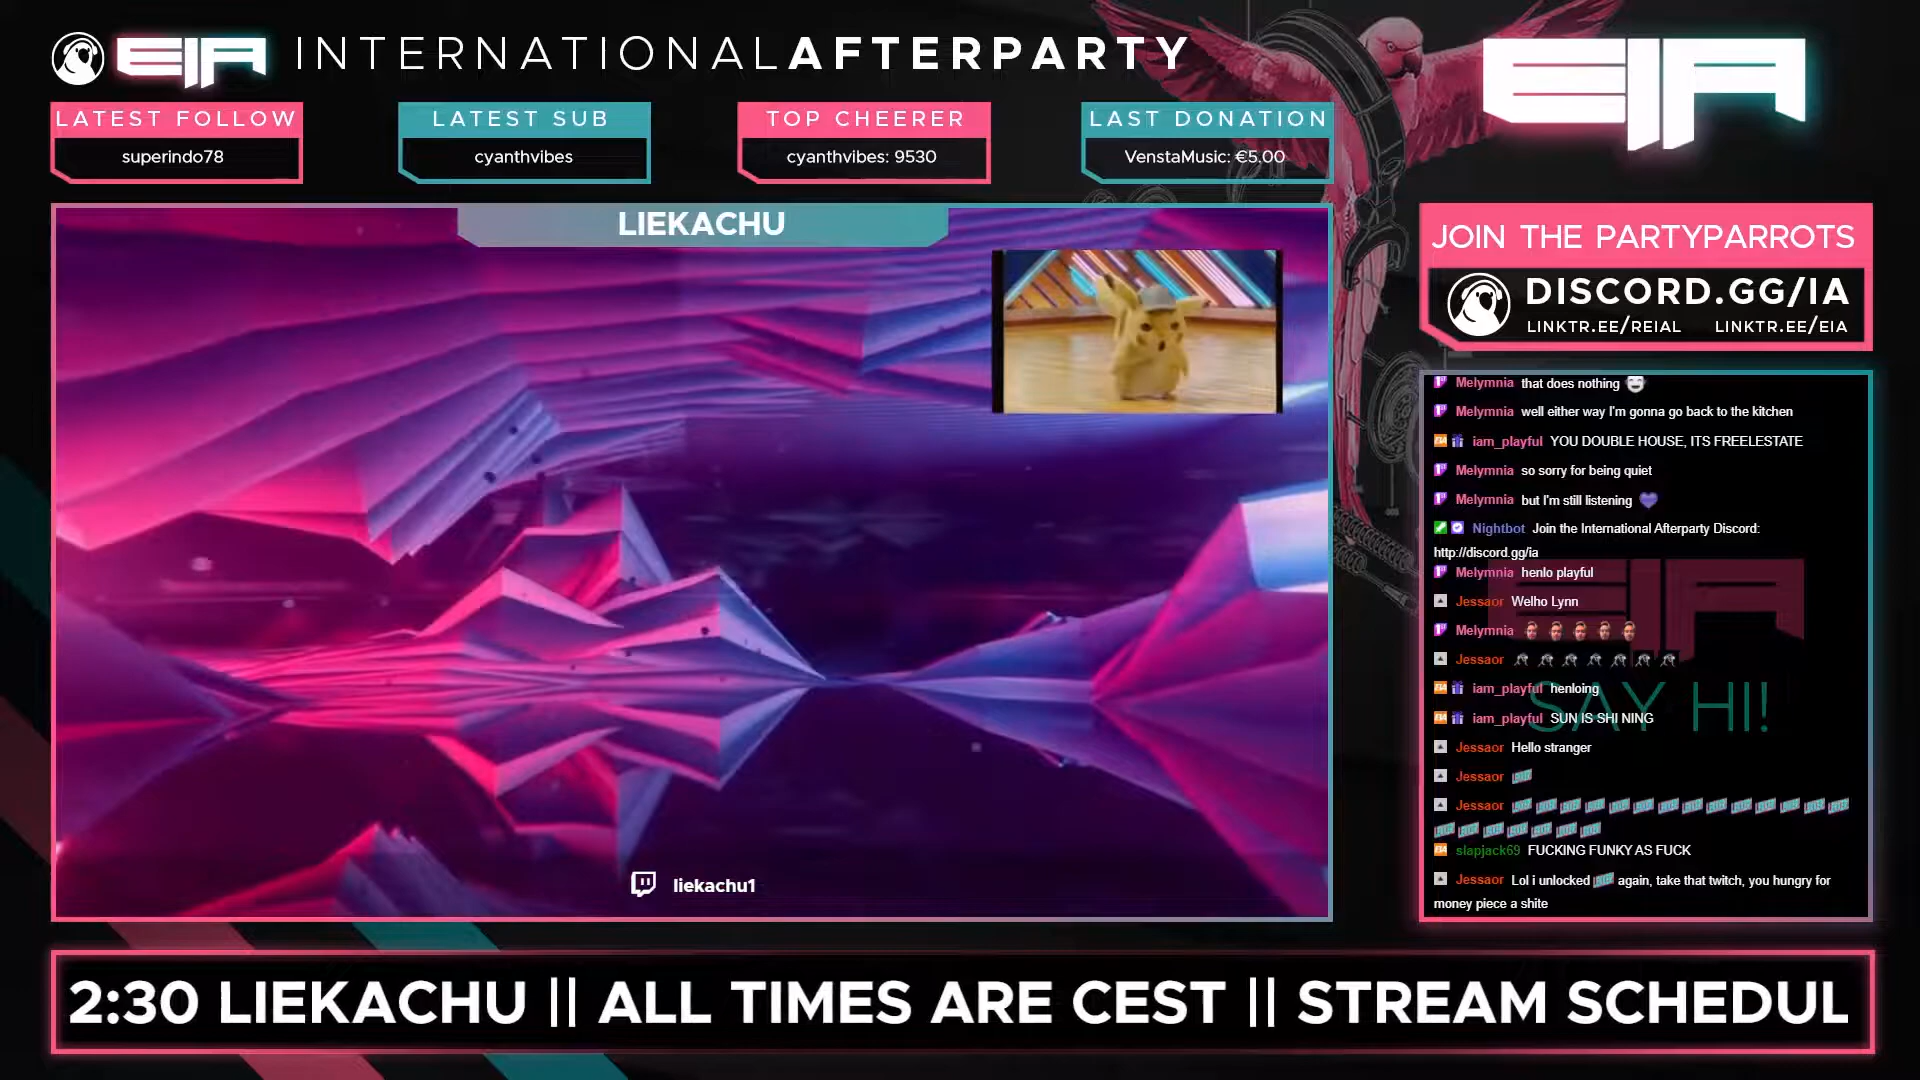 EIA INTERNATIONALAFTERPARTY
EIA
LATEST FOLLOW
superindo78
LATEST SUB
cyanthvibes
TOP CHEERER
cyanthvibes: 9530
LAST DONATION
VenstaMusic: €5.00
LIEKACHU
liekachu1
JOIN THE PARTYPARROTS
DISCORD.GG/IA
LINKTR.EE/REIAL LINKTR.EE/EIA
Melymnia that does nothing
Melymnia well either way I'm gonna go back to the kitchen
iam_playful YOU DOUBLE HOUSE, ITS FREELESTATE
Melymnia so sorry for being quiet
Melymnia but I'm still listening
Nightbot Join the International Afterparty Discord:
http://discord.gg/ia
Melymnia henlo playful
Jessaor Welho Lynn
Melymnia
Jessaor
iam_playful henloing
iam_playful SUN IS SHI NING
EIA
SAY HI!
Jessaor Hello stranger
Jessaor
Jessaor
slapjack69 FUCKING FUNKY AS FUCK
Jessaor Lol i unlocked again, take that twitch, you hungry for
money piece a shite
2:30 LIEKACHU || ALL TIMES ARE CEST || STREAM SCHEDUL